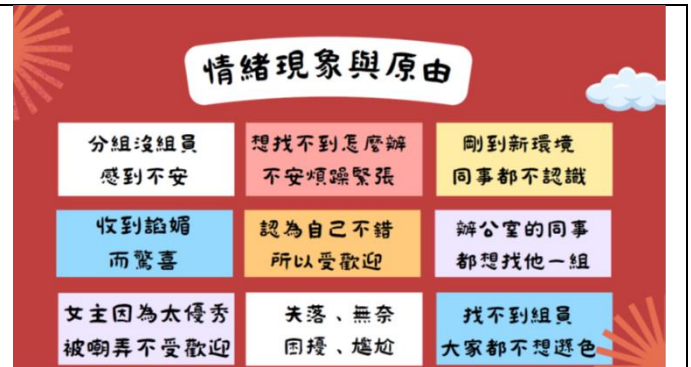 情緒現象與原由
分組沒組員
感到不安
想找不到怎麼辦
不安煩躁緊張
剛到新環境
同事都不認識
收到諂媚
而驚喜
認為自己不錯
所以受歡迎
辦公室的同事
都想找他一組
女主因為太優秀
被嘲弄不受歡迎
失落、無奈
困擾、尷尬
找不到組員
大家都不想遜色